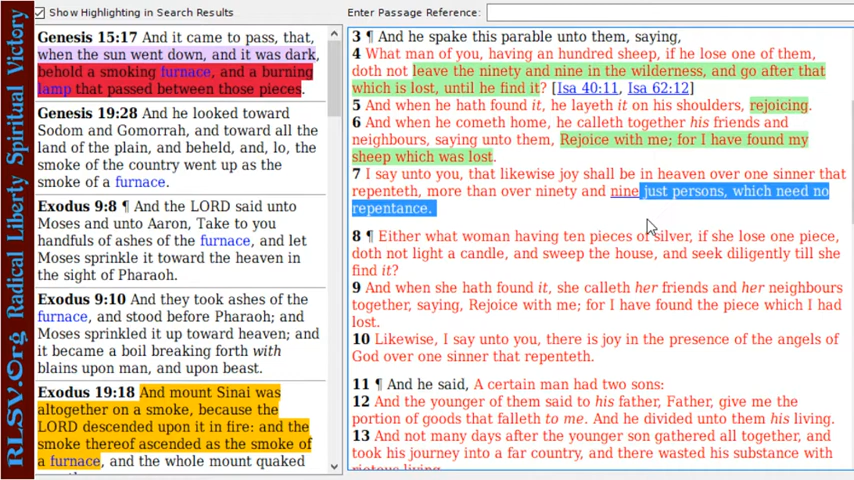 RLSV.Org Radical Liberty Spiritual Victory
Show Highlighting in Search Results
Genesis 15:17 And it came to pass, that,
when the sun went down, and it was dark,
behold a smoking furnace, and a burning
lamp that passed between those pieces.
Genesis 19:28 And he looked toward
Sodom and Gomorrah, and toward all the
land of the plain, and beheld, and, lo, the
smoke of the country went up as the
smoke of a furnace.
Exodus 9:8 ¶ And the LORD said unto
Moses and unto Aaron, Take to you
handfuls of ashes of the furnace, and let
Moses sprinkle it toward the heaven in
the sight of Pharaoh.
Exodus 9:10 And they took ashes of the
furnace, and stood before Pharaoh; and
Moses sprinkled it up toward heaven; and
it became a boil breaking forth with
blains upon man, and upon beast.
Exodus 19:18 And mount Sinai was
altogether on a smoke, because the
LORD descended upon it in fire: and the
smoke thereof ascended as the smoke of
a furnace, and the whole mount quaked
Enter Passage Reference:
3 ¶ And he spake this parable unto them, saying,
4 What man of you, having an hundred sheep, if he lose one of them,
doth not leave the ninety and nine in the wilderness, and go after that
which is lost, until he find it? [Isa 40:11, Isa 62:12]
5 And when he hath found it, he layeth it on his shoulders, rejoicing.
6 And when he cometh home, he calleth together his friends and
neighbours, saying unto them, Rejoice with me; for I have found my
sheep which was lost.
7 I say unto you, that likewise joy shall be in heaven over one sinner that
repenteth, more than over ninety and nine just persons, which need no
repentance.
8 ¶ Either what woman having ten pieces of silver, if she lose one piece,
doth not light a candle, and sweep the house, and seek diligently till she
find it?
9 And when she hath found it, she calleth her friends and her neighbours
together, saying, Rejoice with me; for I have found the piece which I had
lost.
10 Likewise, I say unto you, there is joy in the presence of the angels of
God over one sinner that repenteth.
11 ¶ And he said, A certain man had two sons:
12 And the younger of them said to his father, Father, give me the
portion of goods that falleth to me. And he divided unto them his living.
13 And not many days after the younger son gathered all together, and
took his journey into a far country, and there wasted his substance with
riotous living.